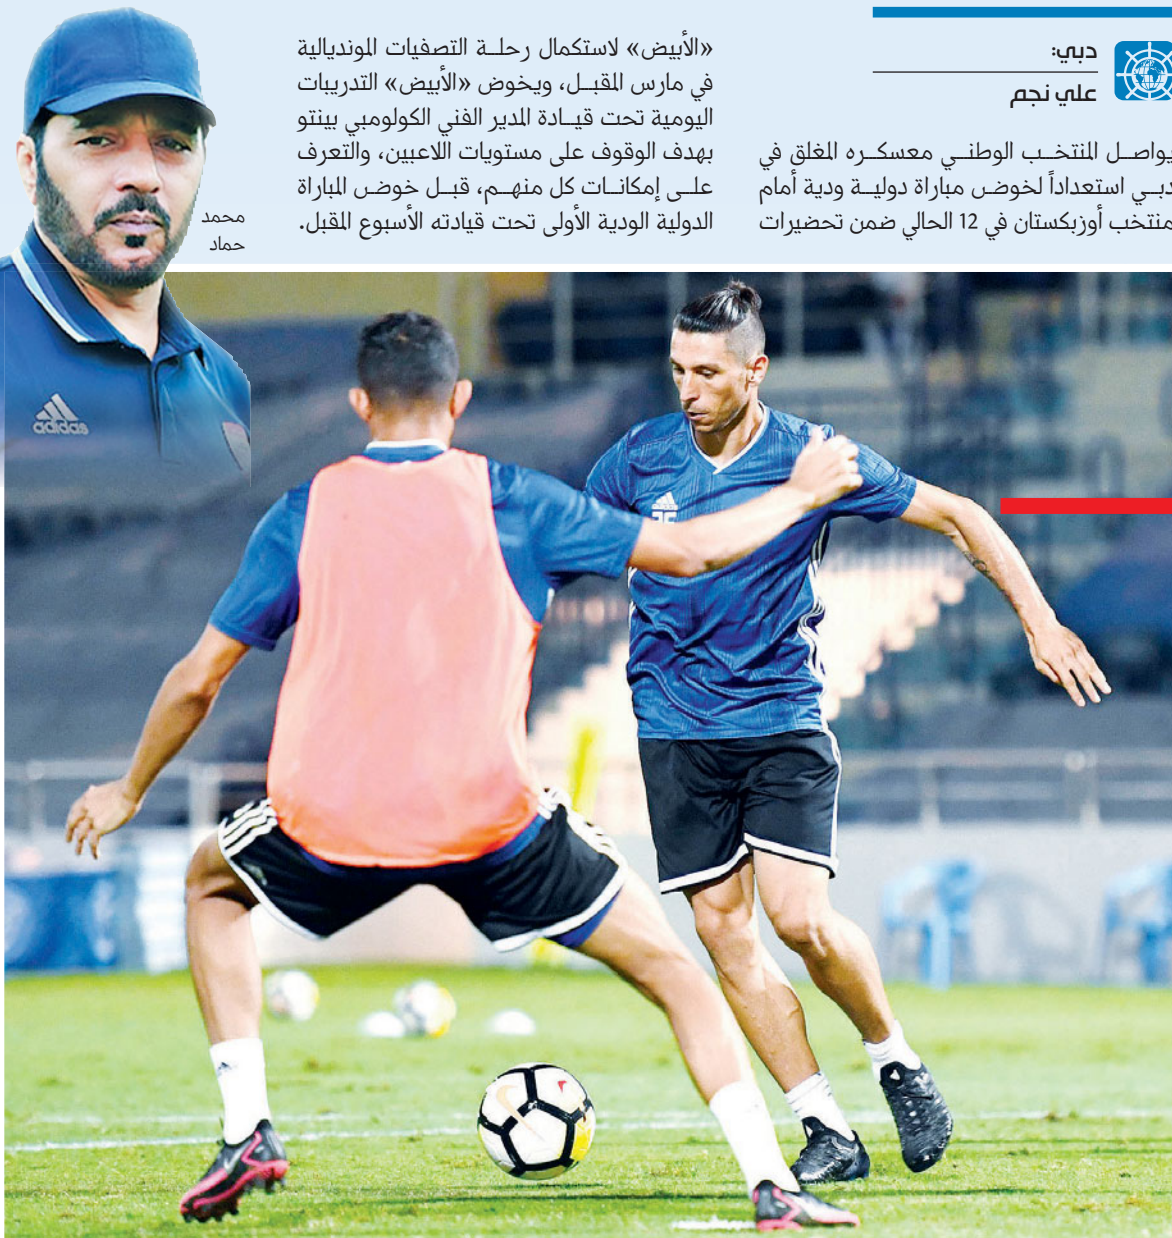 دبي:
علي نجم
يواصل المنتخب الوطني معسكره المغلق في
دبي استعداداً لخوض مباراة دولية ودية أمام
منتخب أوزبكستان في 12 الحالي ضمن تحضيرات
«الأبيض» لاستكمال رحلة التصفيات المونديالية
في مارس المقبل، ويخوض «الأبيض» التدريبات
اليومية تحت قيادة المدير الفني الكولومبي بينتو
بهدف الوقوف على مستويات اللاعبين، والتعرف
على إمكانات كل منهم، قبل خوض المباراة
الدولية الودية الأولى تحت قيادته الأسبوع المقبل.
محمد
حماد
adidas